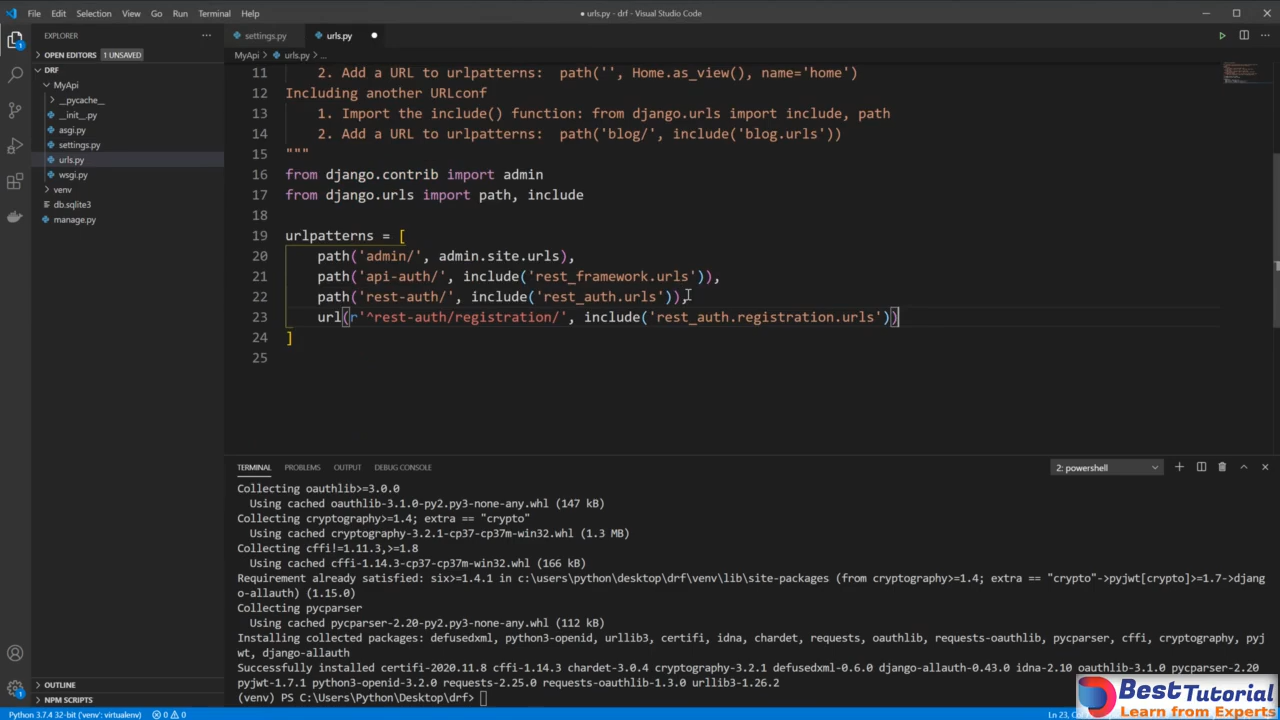 File Edit Selection View Go Run Terminal Help
● urls.py - drf - Visual Studio Code
EXPLORER
OPEN EDITORS 1 UNSAVED
DRF
MyApi
__pycache__
__init__.py
asgi.py
settings.py
urls.py
wsgi.py
venv
db.sqlite3
manage.py
OUTLINE
NPM SCRIPTS
settings.py urls.py
MyApi > urls.py > ...
11 2. Add a URL to urlpatterns:  path('', Home.as_view(), name='home')
12 Including another URLconf
13 1. Import the include() function: from django.urls import include, path
14 2. Add a URL to urlpatterns:  path('blog/', include('blog.urls'))
15 """
16 from django.contrib import admin
17 from django.urls import path, include
18
19 urlpatterns = [
20 path('admin/', admin.site.urls),
21 path('api-auth/', include('rest_framework.urls')),
22 path('rest-auth/', include('rest_auth.urls')),
23 url(r'^rest-auth/registration/', include('rest_auth.registration.urls'))
24 ]
25
TERMINAL PROBLEMS OUTPUT DEBUG CONSOLE 2: powershell
Collecting oauthlib>=3.0.0
Using cached oauthlib-3.1.0-py2.py3-none-any.whl (147 kB)
Collecting cryptography>=1.4; extra == "crypto"
Using cached cryptography-3.2.1-cp37-cp37m-win32.whl (1.3 MB)
Collecting cffi!=1.11.3,>=1.8
Using cached cffi-1.14.3-cp37-cp37m-win32.whl (166 kB)
Requirement already satisfied: six>=1.4.1 in c:\users\python\desktop\drf\venv\lib\site-packages (from cryptography>=1.4; extra == "crypto"->pyjwt[crypto]>=1.7->djang
o-allauth) (1.15.0)
Collecting pycparser
Using cached pycparser-2.20-py2.py3-none-any.whl (112 kB)
Installing collected packages: defusedxml, python3-openid, urllib3, certifi, idna, chardet, requests, oauthlib, requests-oauthlib, pycparser, cffi, cryptography, pyj
wt, django-allauth
Successfully installed certifi-2020.11.8 cffi-1.14.3 chardet-3.0.4 cryptography-3.2.1 defusedxml-0.6.0 django-allauth-0.43.0 idna-2.10 oauthlib-3.1.0 pycparser-2.20
pyjwt-1.7.1 python3-openid-3.2.0 requests-2.25.0 requests-oauthlib-1.3.0 urllib3-1.26.2
(venv) PS C:\Users\Python\Desktop\drf>
Python 3.7.4 32-bit ('venv': virtualenv) 0 0 Ln 23,
BestTutorial
Learn from Experts